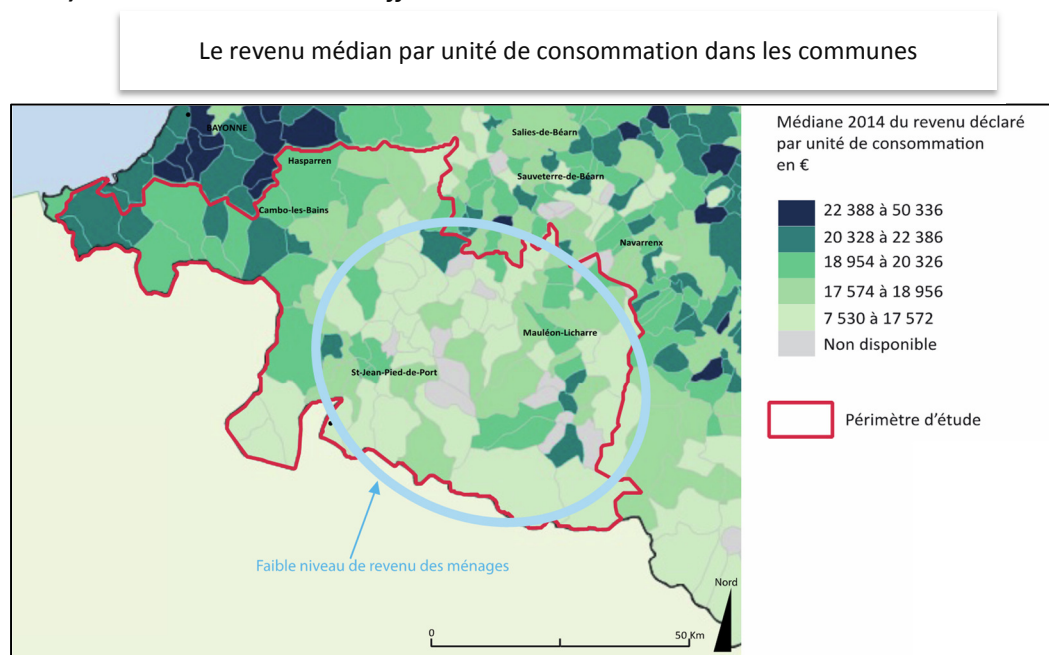 Le revenu médian par unité de consommation dans les communes
BAYONNE
Salies-de-Béarn
Hasparren
Sauveterre-de-Béarn
Cambo-les-Bains
Navarrenx
Mauléon-Licharre
St-Jean-Pied-de-Port
Faible niveau de revenu des ménages
Nord
0
50 Km
Médiane 2014 du revenu déclaré
par unité de consommation
en €
22 388 à 50 336
20 328 à 22 386
18 954 à 20 326
17 574 à 18 956
7 530 à 17 572
Non disponible
Périmètre d'étude